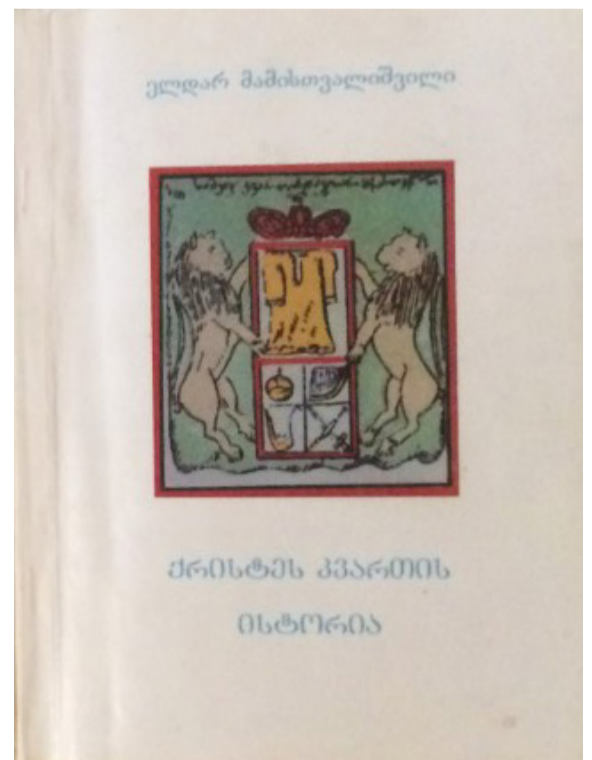 ელდარ მამისთვალიშვილი
ქრისტეს კვართის
ისტორია